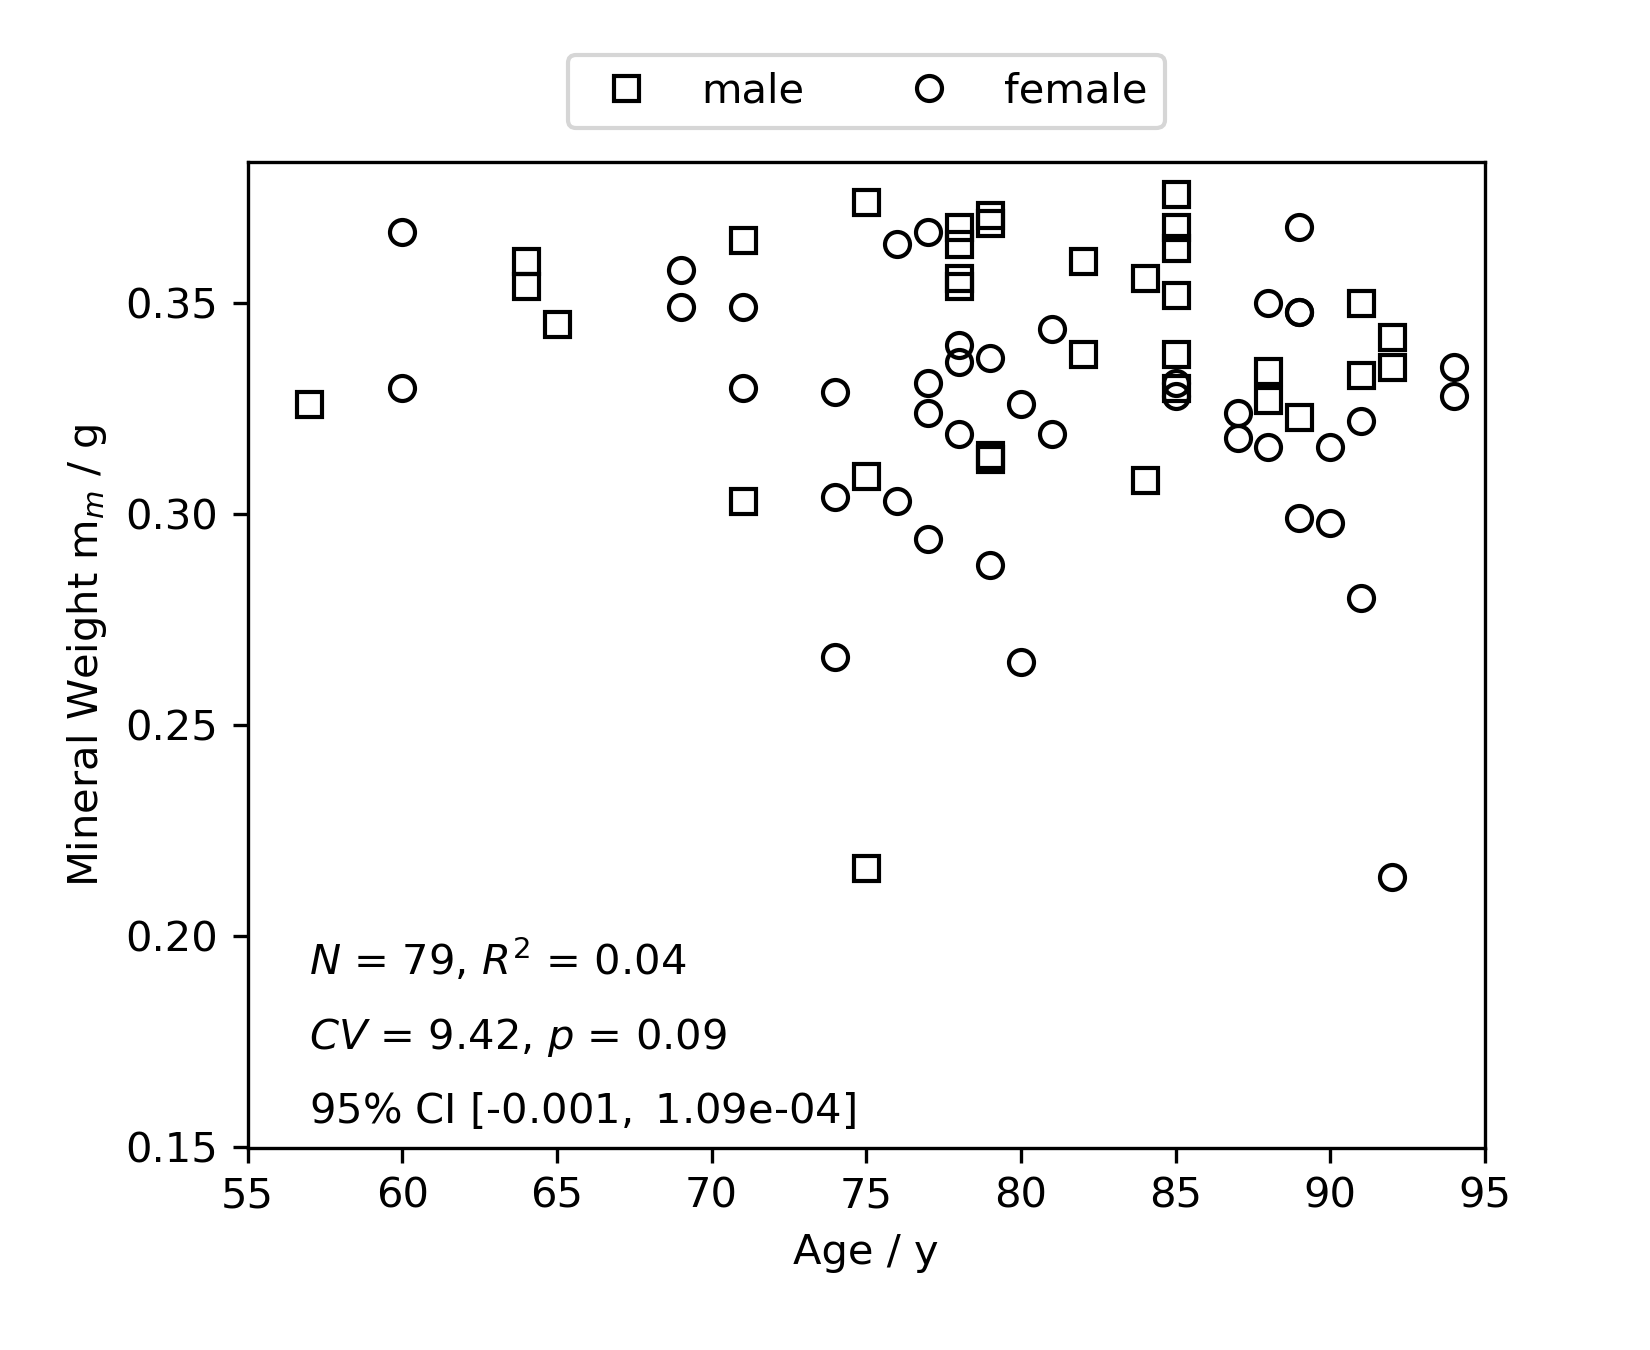 male female
0.35
0.30
0.25
0.20
0.15
Mineral Weight mₘ / g
N = 79, R² = 0.04
CV = 9.42, p = 0.09
95% CI [-0.001, 1.09e-04]
55 60 65 70 75 80 85 90 95
Age / y